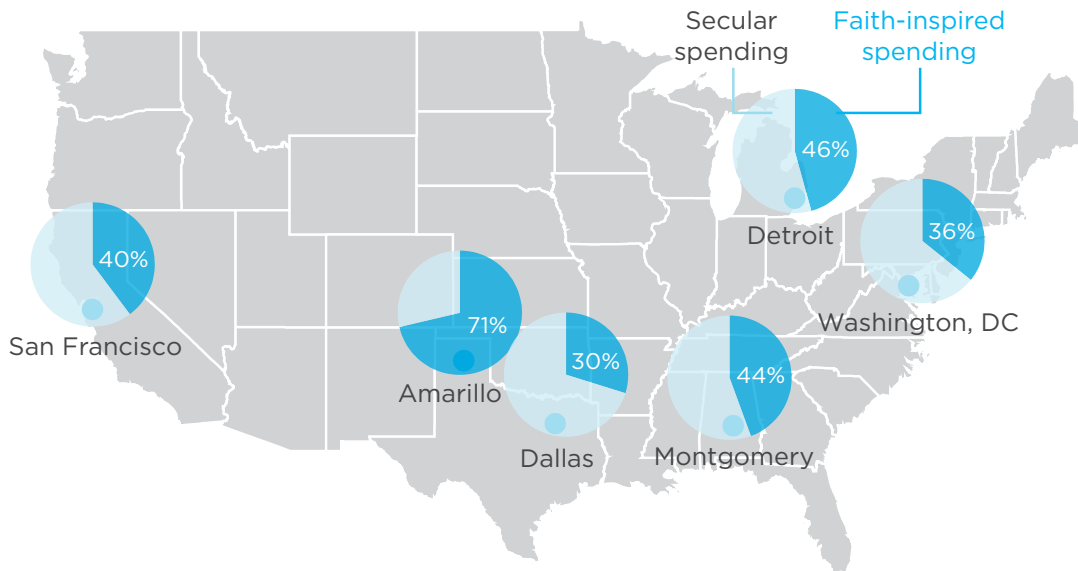 Secular
spending
Faith-inspired
spending
46%
Detroit
36%
Washington, DC
40%
San Francisco
71%
Amarillo
30%
Dallas
44%
Montgomery